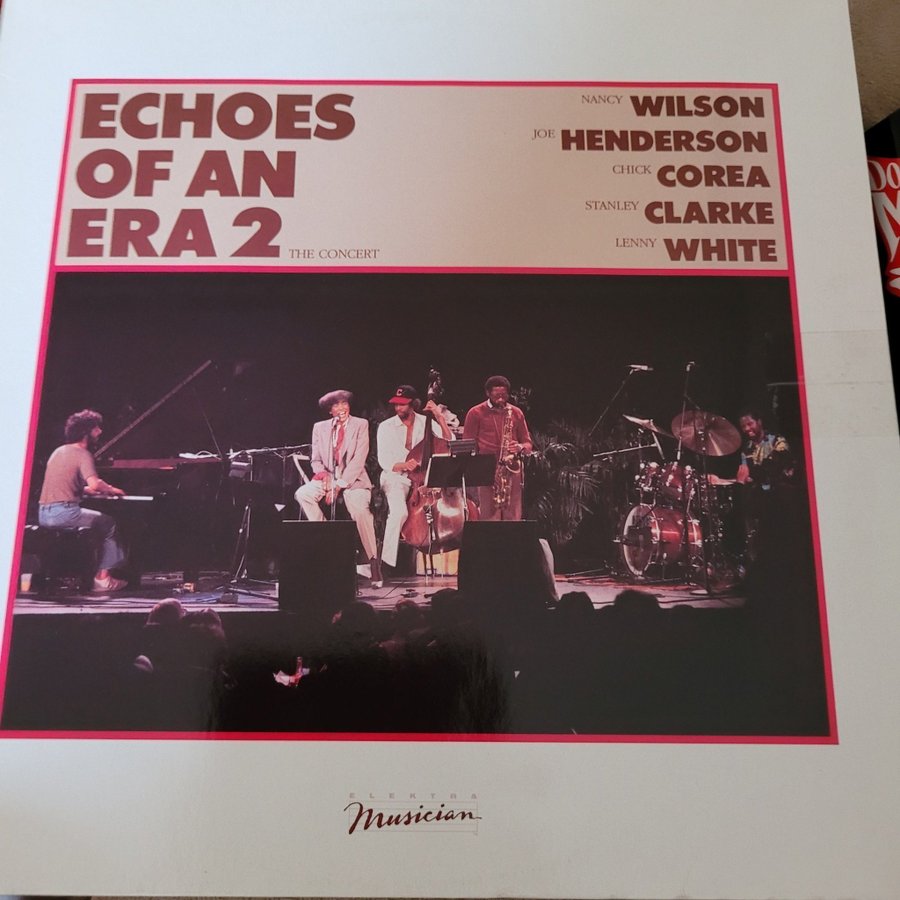 ECHOES
OF AN
ERA 2
THE CONCERT
NANCY WILSON
JOE HENDERSON
CHICK COREA
STANLEY CLARKE
LENNY WHITE
C
ELEKTRA
Musician
Do